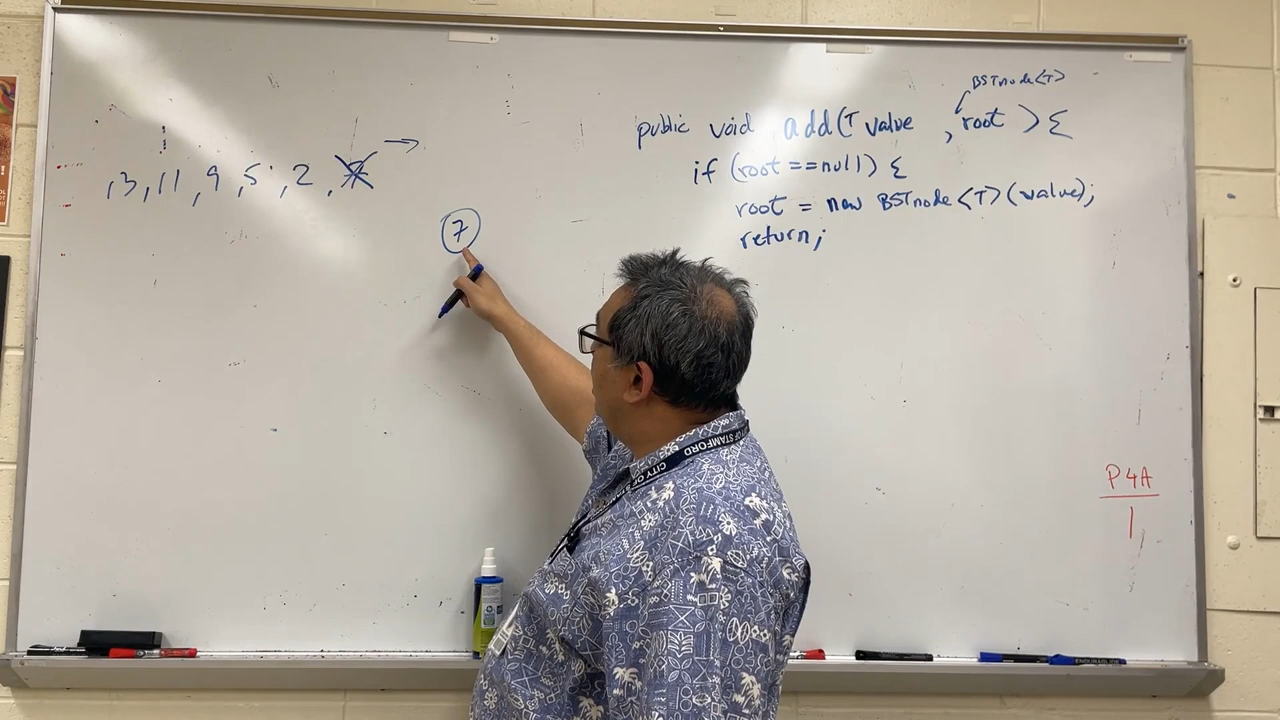 BSTnode<T>
public void add(T value , root ) {
if (root == null) {
root = new BSTnode<T>(value);
return;
, 13, 11, 9, 5, 2,
7
P4A
1,
CITY OF STAMFORD